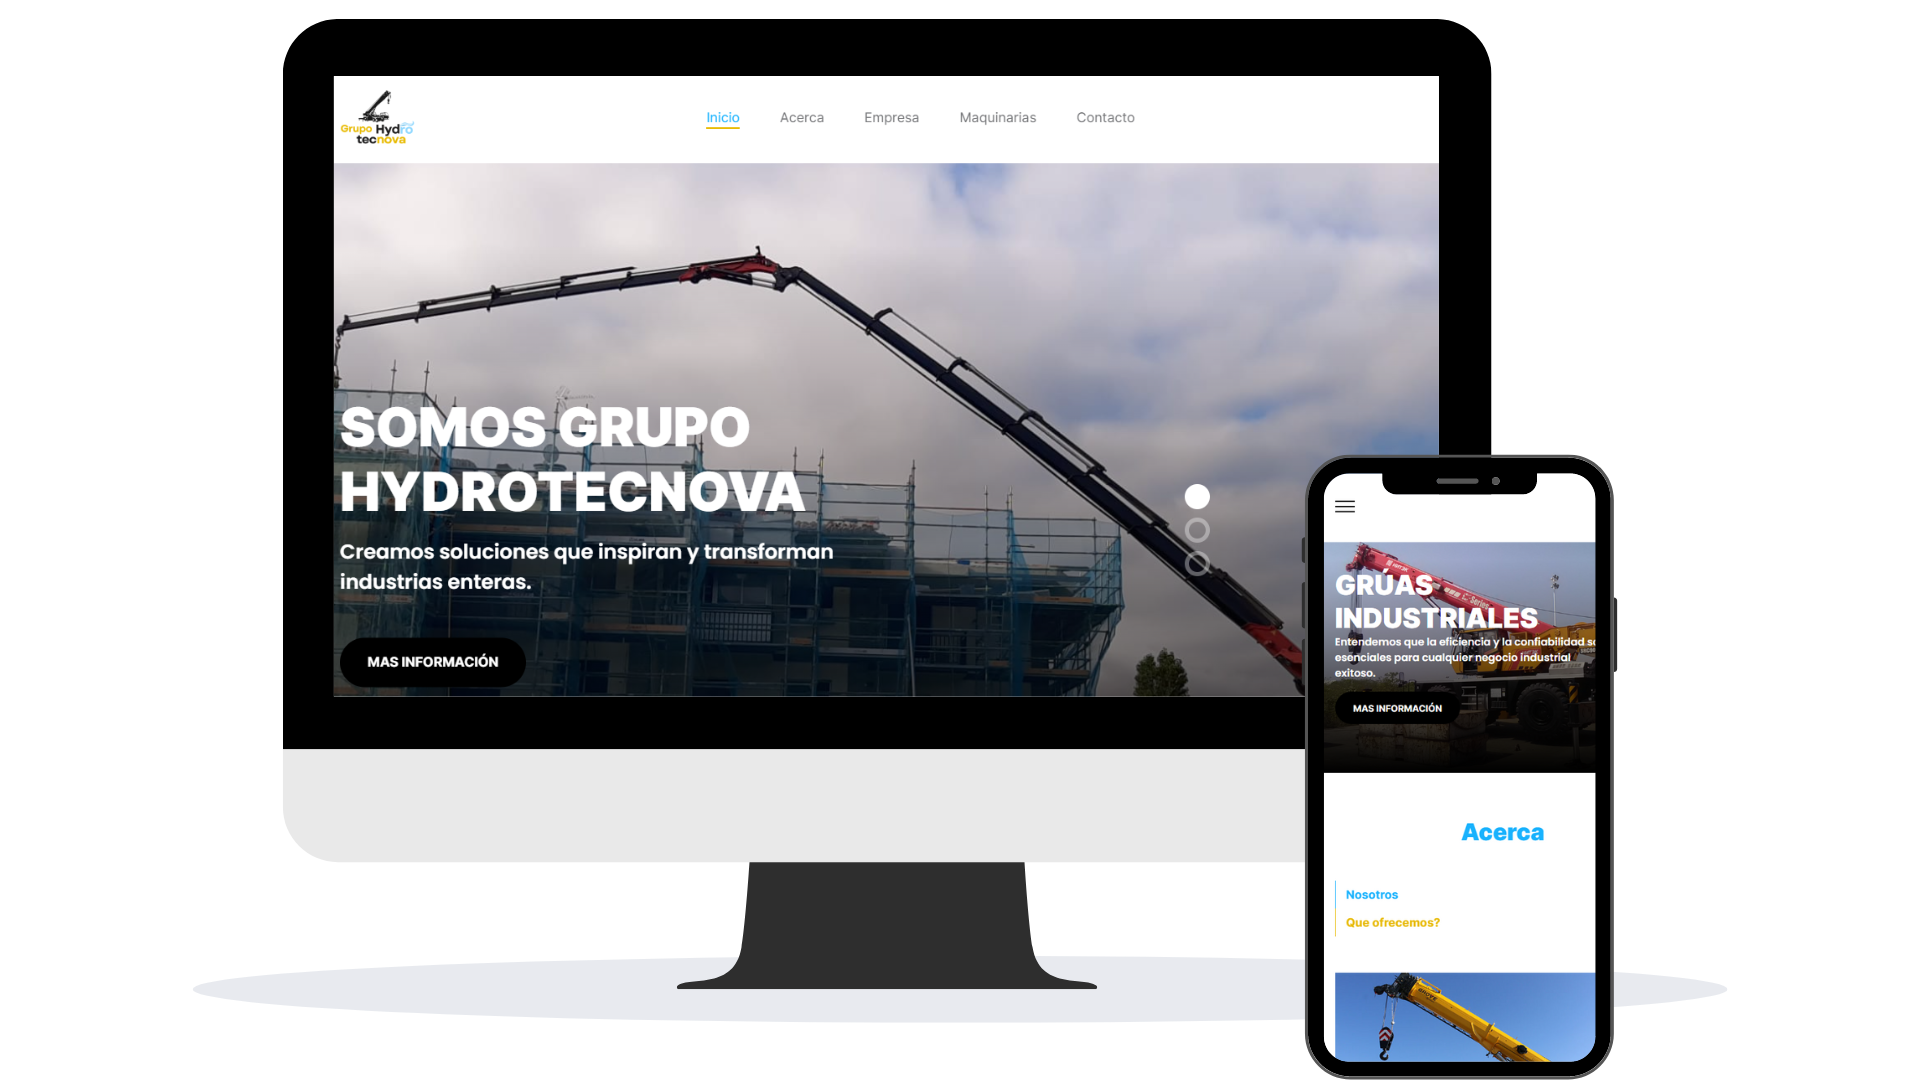 Grupo Hydro
tecnova
Inicio Acerca Empresa Maquinarias Contacto
SOMOS GRUPO
HYDROTECNOVA
Creamos soluciones que inspiran y transforman
industrias enteras.
MAS INFORMACIÓN
GRÚAS
INDUSTRIALES
Entendemos que la eficiencia y la confiabilidad so
esenciales para cualquier negocio industrial
exitoso.
MAS INFORMACIÓN
Acerca
Nosotros
Que ofrecemos?
GROVE